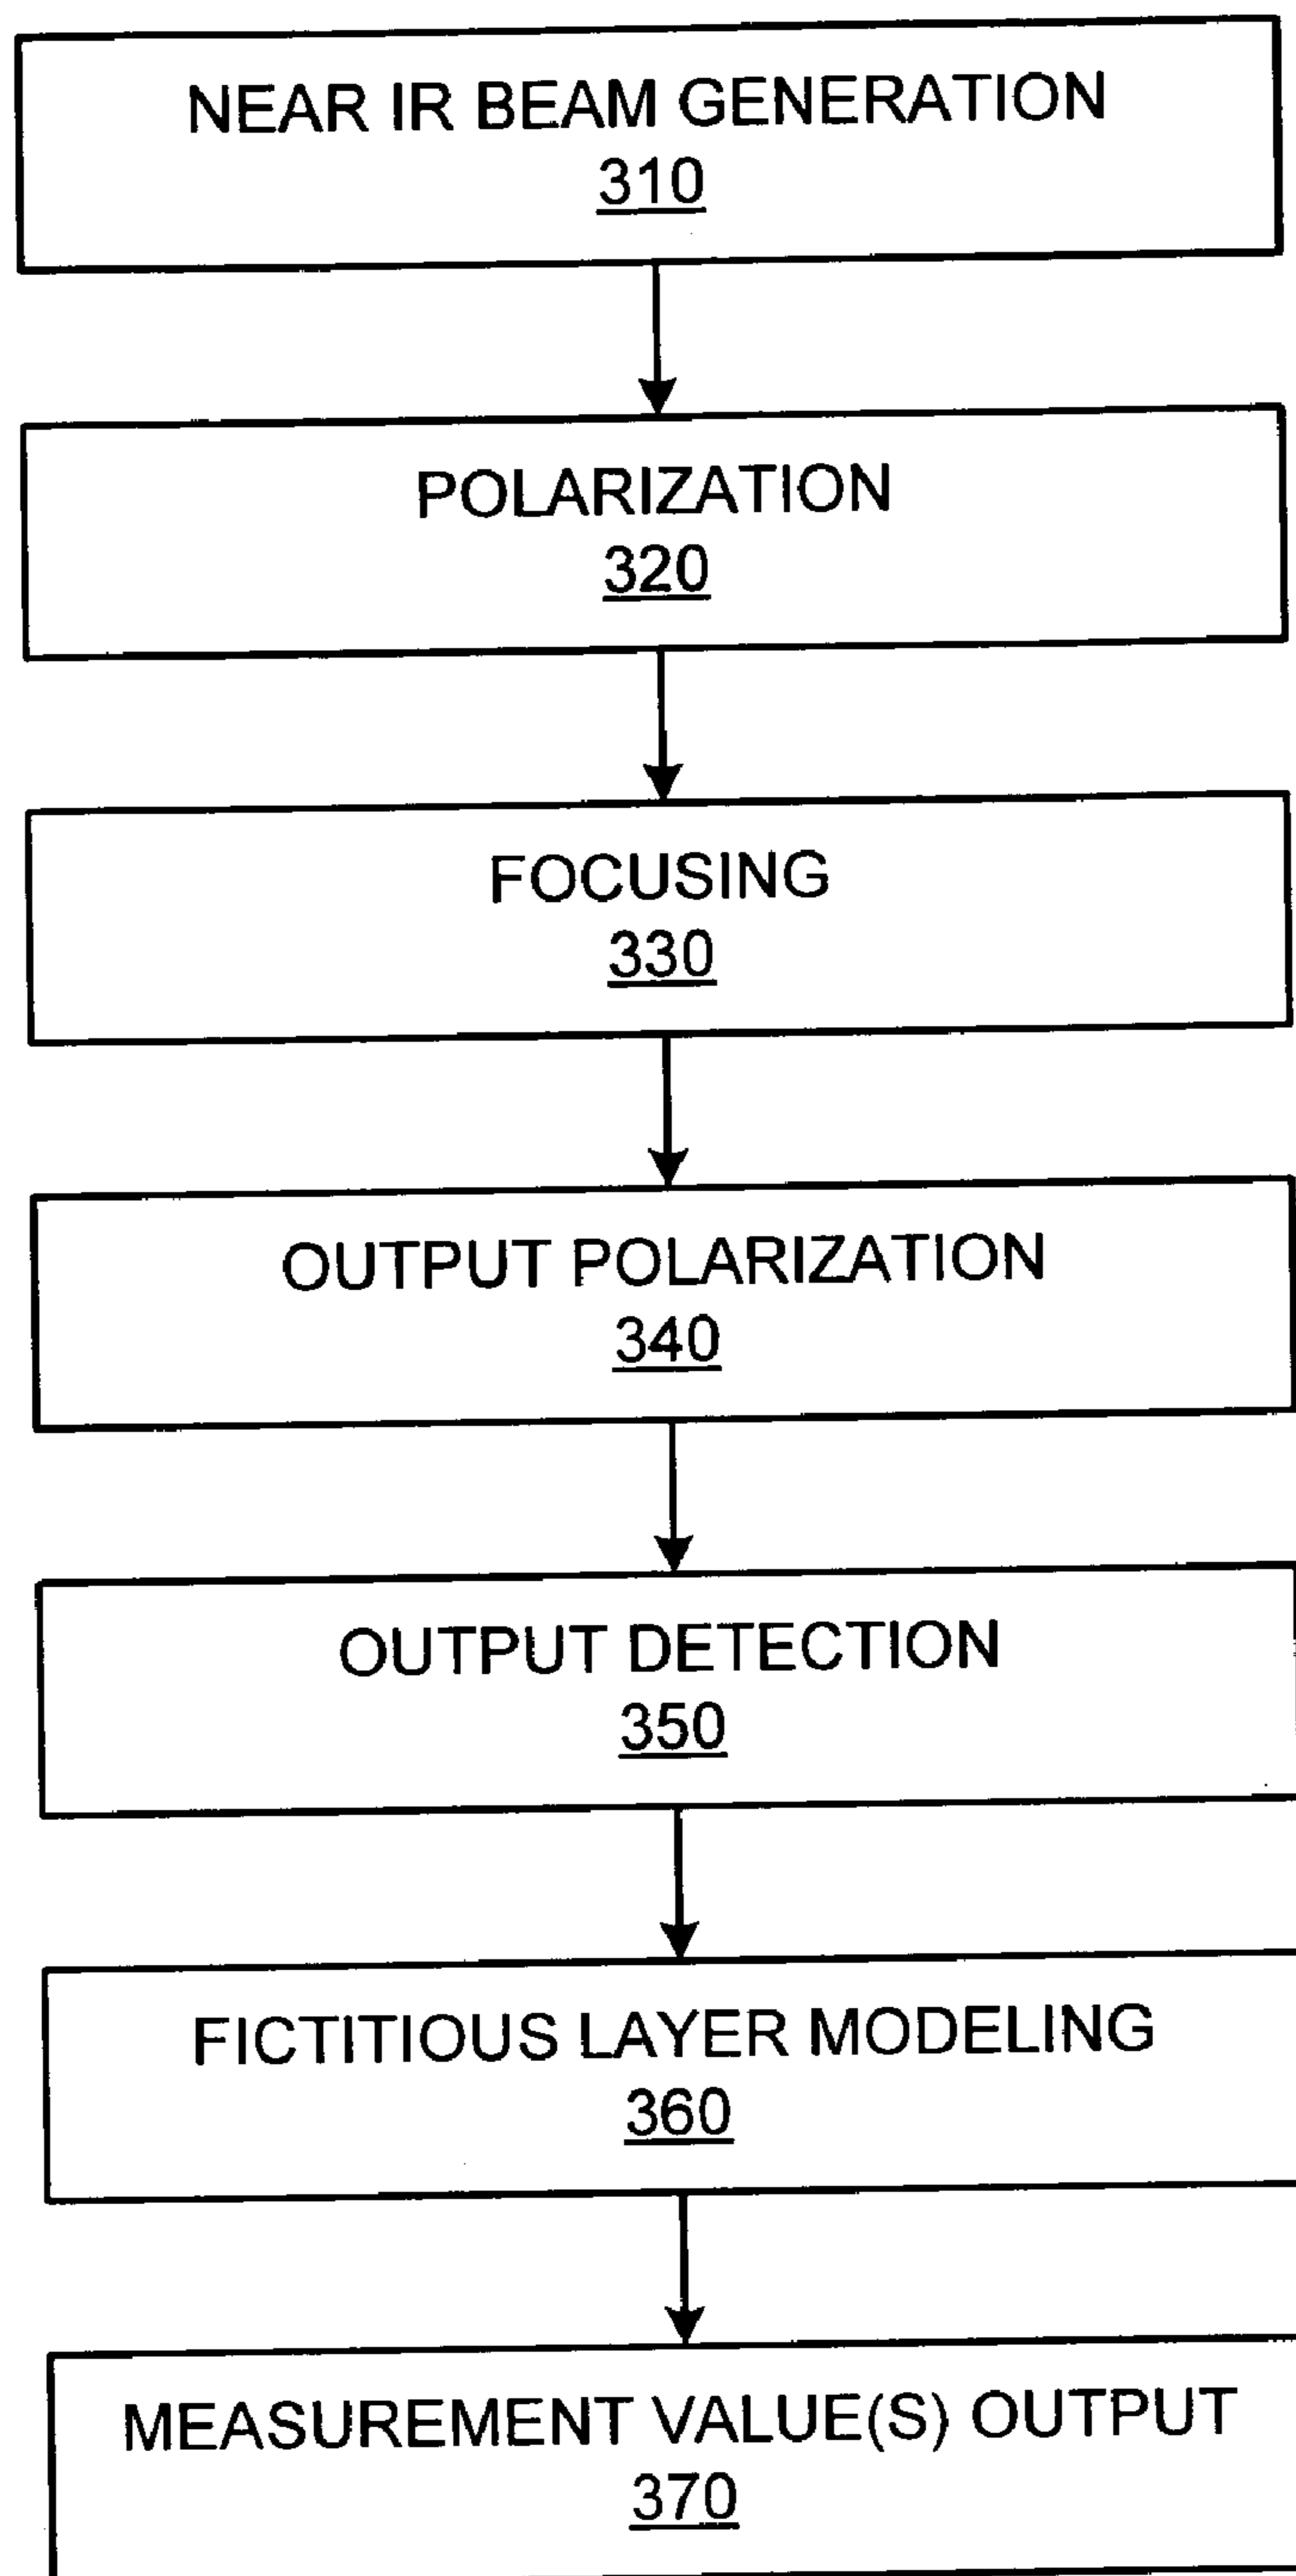 NEAR IR BEAM GENERATION
310
POLARIZATION
320
FOCUSING
330
OUTPUT POLARIZATION
340
OUTPUT DETECTION
350
FICTITIOUS LAYER MODELING
360
MEASUREMENT VALUE(S) OUTPUT
370